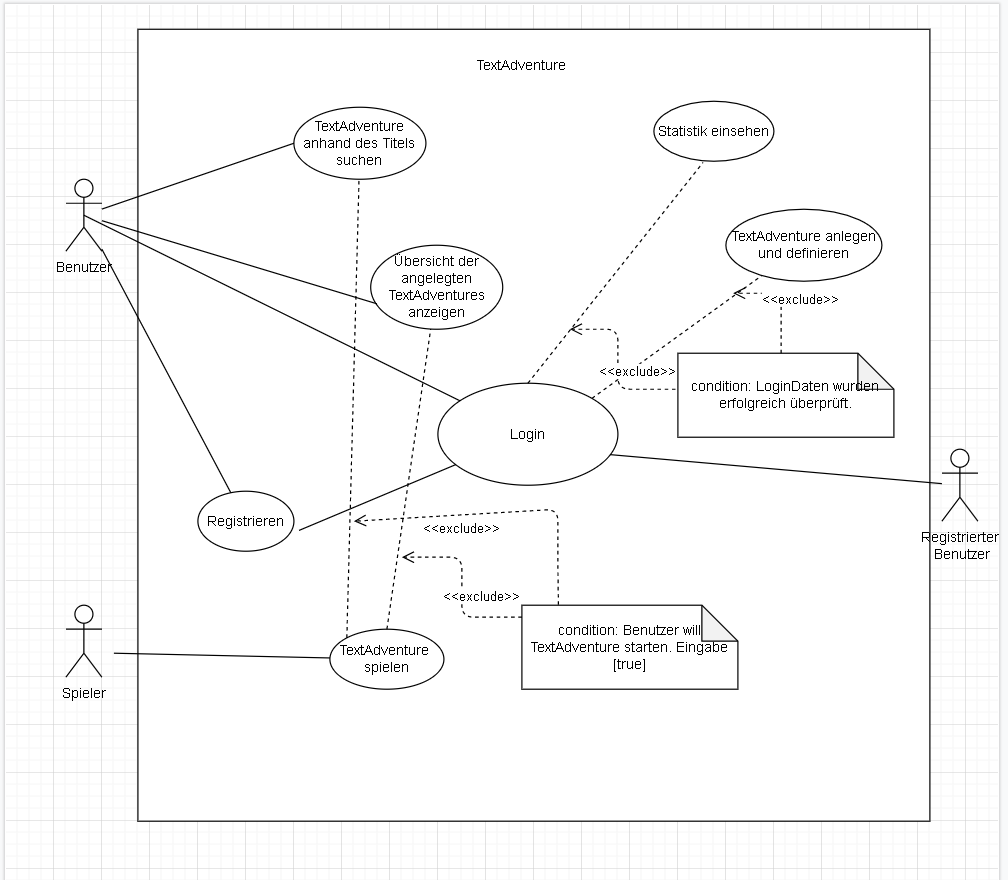 TextAdventure
TextAdventure
anhand des Titels
suchen
Statistik einsehen
Benutzer
TextAdventure anlegen
und definieren
Übersicht der
angelegten
TextAdventures
anzeigen
<<exclude>>
<<exclude>>
condition: LoginDaten wurden
erfolgreich überprüft.
Login
Registrieren
<<exclude>>
Registrierter
Benutzer
<<exclude>>
condition: Benutzer will
TextAdventure starten. Eingabe
[true]
TextAdventure
spielen
Spieler